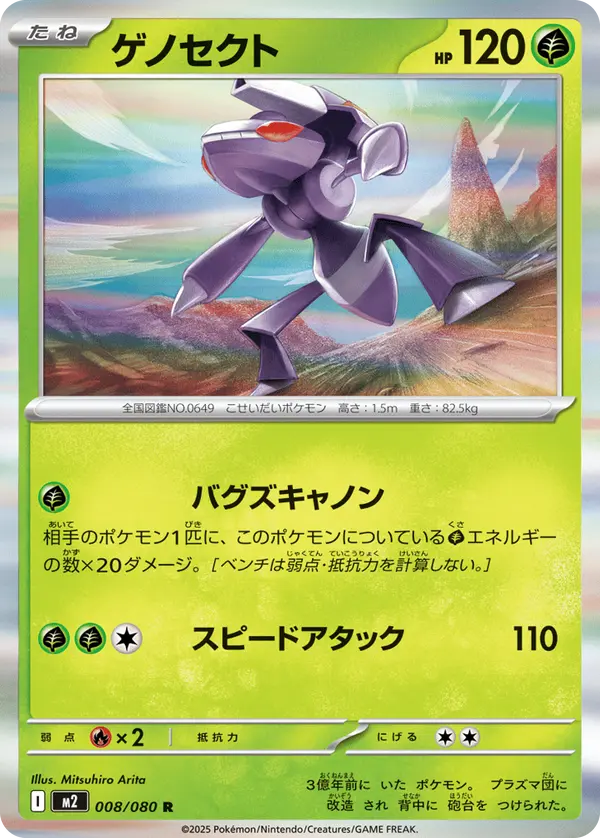 たね
ゲノセクト
HP 120
全国図鑑NO.0649 こせいだいポケモン 高さ：1.5m 重さ：82.5kg
バグズキャノン
相手のポケモン1匹に、このポケモンについているエネルギー
の数×20ダメージ。[ベンチは弱点・抵抗力を計算しない。]
スピードアタック 110
弱点 ×2 抵抗力 にげる
Illus. Mitsuhiro Arita
I M2 008/080 R
3億年前に いた ポケモン。 プラズマ団に
改造 され 背中に 砲台を つけられた。
©2025 Pokémon/Nintendo/Creatures/GAME FREAK.